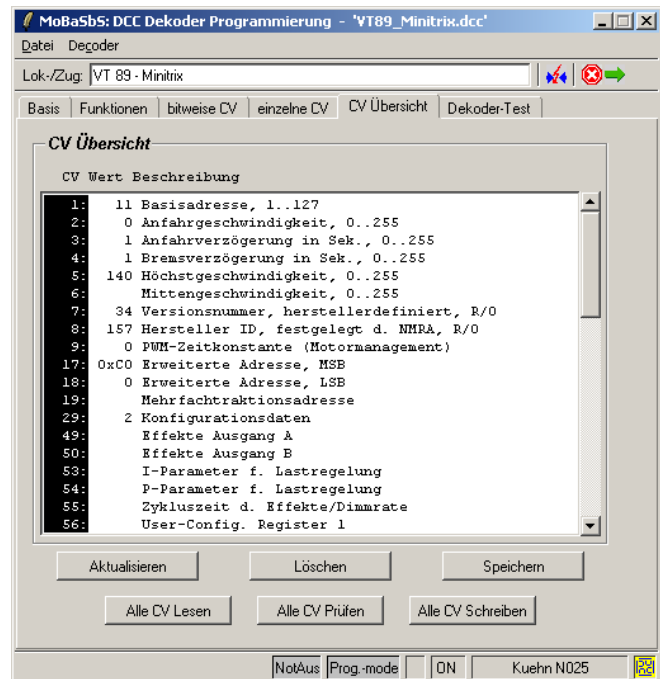 MoBaSbS: DCC Dekoder Programmierung - 'VT89_Minitrix.dcc'
Datei Decoder
Lok-/Zug: VT 89 - Minitrix
Basis Funktionen bitweise CV einzelne CV CV Übersicht Dekoder-Test
CV Übersicht
CV Wert Beschreibung
1: 11 Basisadresse, 1..127
2: 0 Anfahrgeschwindigkeit, 0..255
3: 1 Anfahrverzögerung in Sek., 0..255
4: 1 Bremsverzögerung in Sek., 0..255
5: 140 Höchstgeschwindigkeit, 0..255
6: Mittengeschwindigkeit, 0..255
7: 34 Versionsnummer, herstellerdefiniert, R/O
8: 157 Hersteller ID, festgelegt d. NMRA, R/O
9: 0 PWM-Zeitkonstante (Motormanagement)
17: 0xC0 Erweiterte Adresse, MSB
18: 0 Erweiterte Adresse, LSB
19: Mehrfachtraktionsadresse
29: 2 Konfigurationsdaten
49: Effekte Ausgang A
50: Effekte Ausgang B
53: I-Parameter f. Lastregelung
54: P-Parameter f. Lastregelung
55: Zykluszeit d. Effekte/Dimmrate
56: User-Config. Register 1
Aktualisieren Löschen Speichern
Alle CV Lesen Alle CV Prüfen Alle CV Schreiben
NotAus Prog.-mode ON Kuehn N025